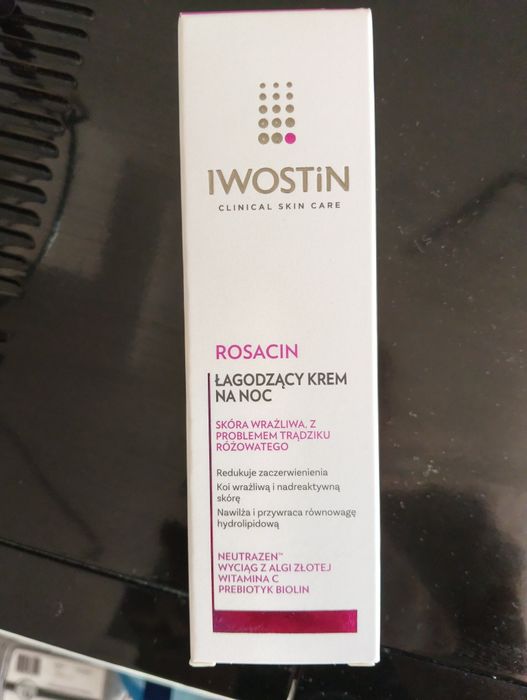 IWOSTiN
CLINICAL SKIN CARE
ROSACIN
ŁAGODZĄCY KREM
NA NOC
SKÓRA WRAŻLIWA, Z
PROBLEMEM TRĄDZIKU
RÓŻOWATEGO
Redukuje zaczerwienienia
Koi wrażliwą i nadreaktywną
skórę
Nawilża i przywraca równowagę
hydrolipidową
NEUTRAZEN™
WYCIĄG Z ALGI ZŁOTEJ
WITAMINA C
PREBIOTYK BIOLIN